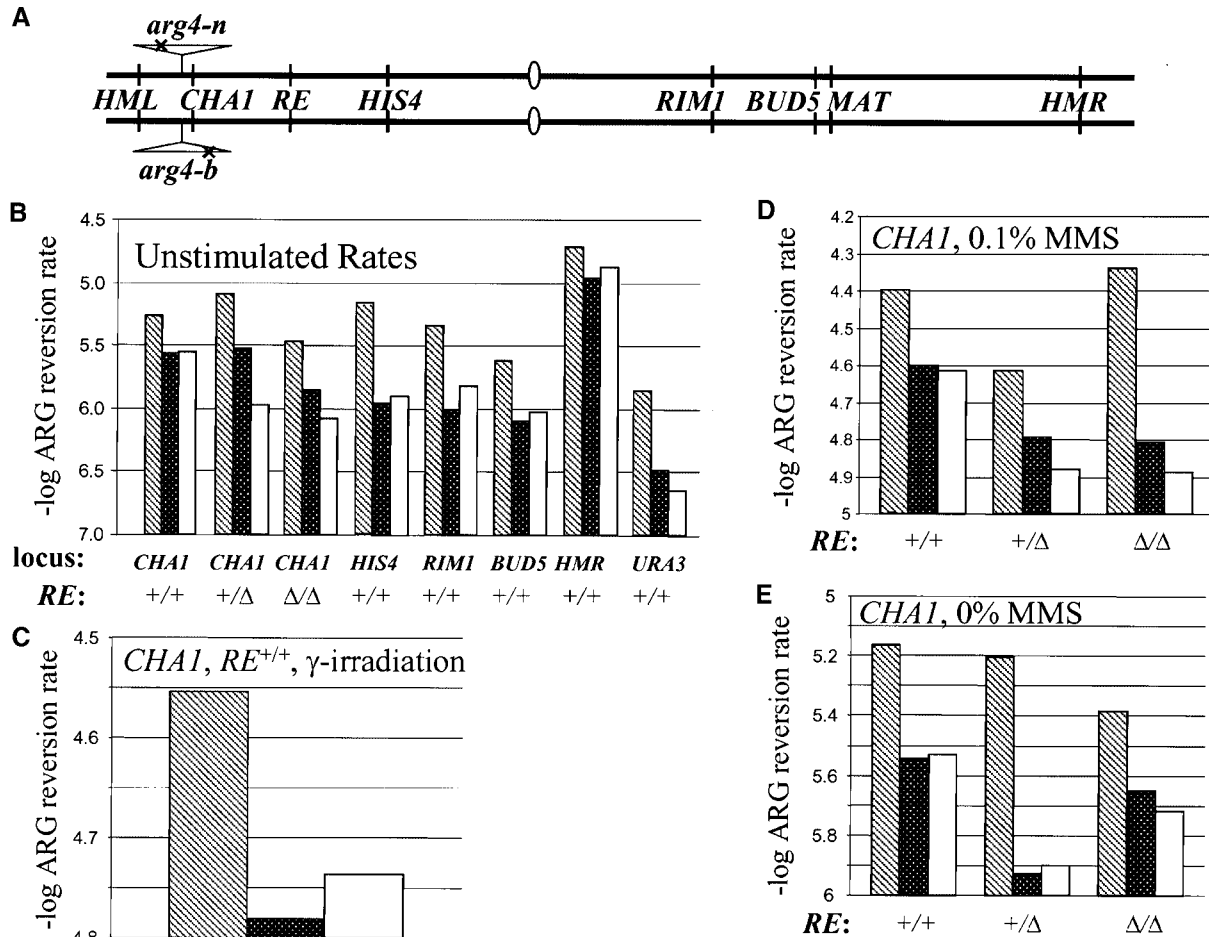 A
arg4-n
HML CHA1 RE HIS4 RIM1 BUD5 MAT HMR
arg4-b
B
-log ARG reversion rate
Unstimulated Rates
4.5
5.0
5.5
6.0
6.5
7.0
locus: CHA1 CHA1 CHA1 HIS4 RIM1 BUD5 HMR URA3
RE: +/+ +/Δ Δ/Δ +/+ +/+ +/+ +/+ +/+
C
-log ARG reversion rate
CHA1, RE+/+, γ-irradiation
4.5
4.6
4.7
4.8
D
-log ARG reversion rate
CHA1, 0.1% MMS
4.2
4.3
4.4
4.5
4.6
4.7
4.8
4.9
5
RE: +/+ +/Δ Δ/Δ
E
-log ARG reversion rate
CHA1, 0% MMS
5
5.2
5.4
5.6
5.8
6
RE: +/+ +/Δ Δ/Δ